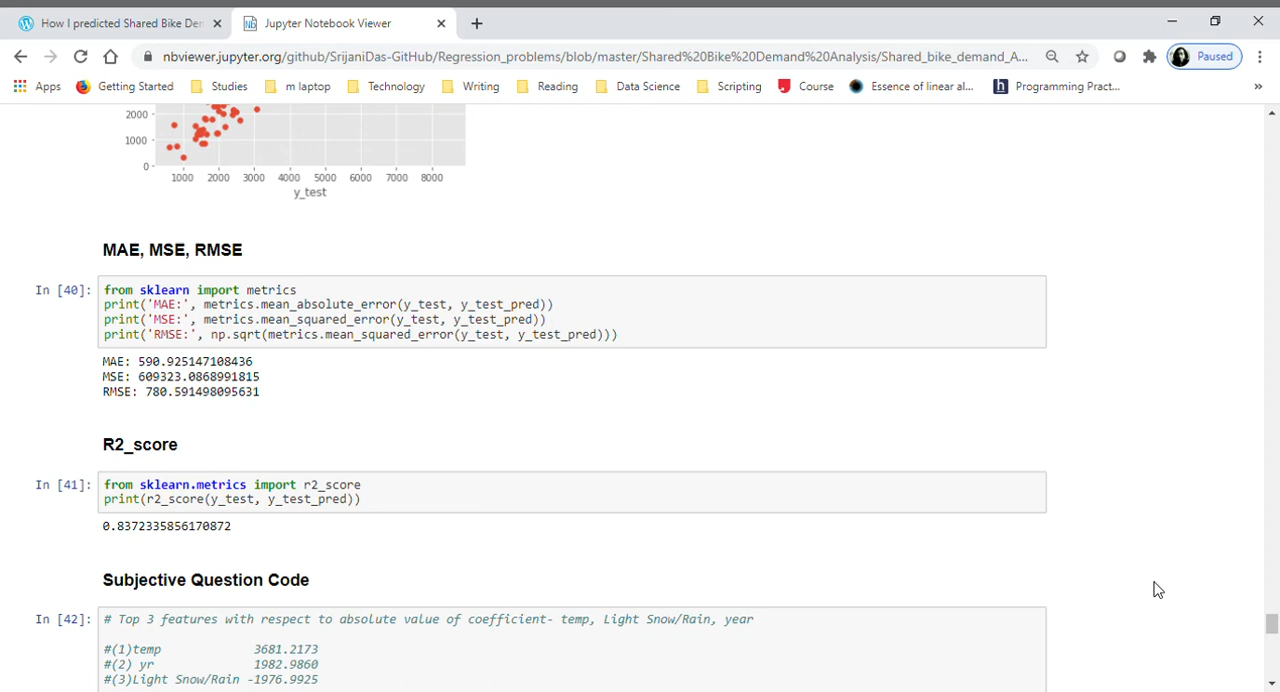 How I predicted Shared Bike Der
Jupyter Notebook Viewer
nbviewer.jupyter.org/github/SrijaniDas-GitHub/Regression_problems/blob/master/Shared%20Bike%20Demand%20Analysis/Shared_bike_demand_A...
Paused
Apps Getting Started Studies m laptop Technology Writing Reading Data Science Scripting Course Essence of linear al... Programming Pract... »
2000
1000
0
1000 2000 3000 4000 5000 6000 7000 8000
y_test
MAE, MSE, RMSE
In [40]: from sklearn import metrics
print('MAE:', metrics.mean_absolute_error(y_test, y_test_pred))
print('MSE:', metrics.mean_squared_error(y_test, y_test_pred))
print('RMSE:', np.sqrt(metrics.mean_squared_error(y_test, y_test_pred)))
MAE: 590.925147108436
MSE: 609323.0868991815
RMSE: 780.591498095631
R2_score
In [41]: from sklearn.metrics import r2_score
print(r2_score(y_test, y_test_pred))
0.8372335856170872
Subjective Question Code
In [42]: # Top 3 features with respect to absolute value of coefficient- temp, Light Snow/Rain, year
#(1)temp 3681.2173
#(2) yr 1982.9860
#(3)Light Snow/Rain -1976.9925